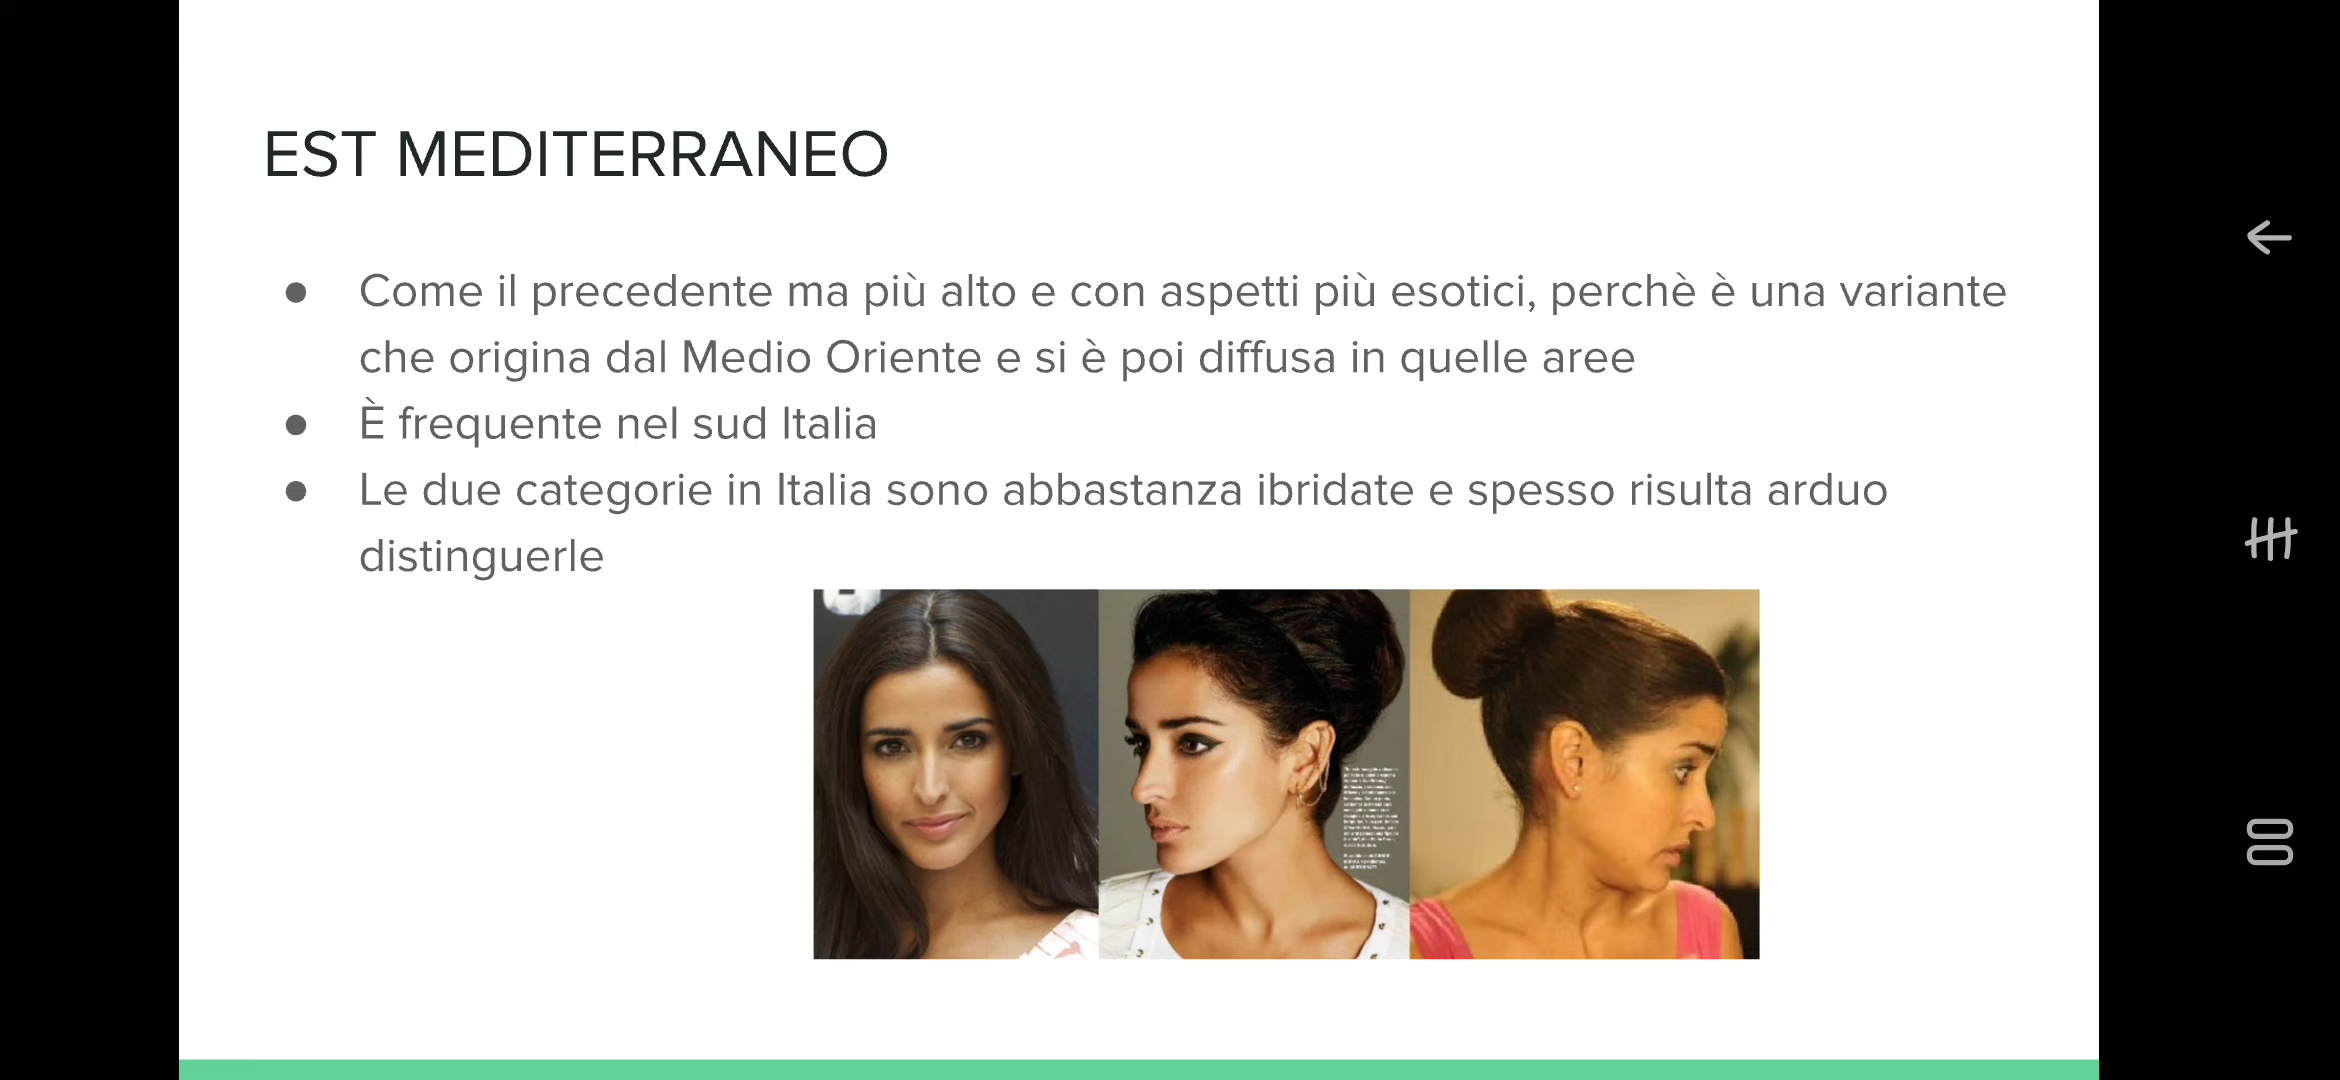 EST MEDITERRANEO
● Come il precedente ma più alto e con aspetti più esotici, perchè è una variante
che origina dal Medio Oriente e si è poi diffusa in quelle aree
● È frequente nel sud Italia
● Le due categorie in Italia sono abbastanza ibridate e spesso risulta arduo
distinguerle